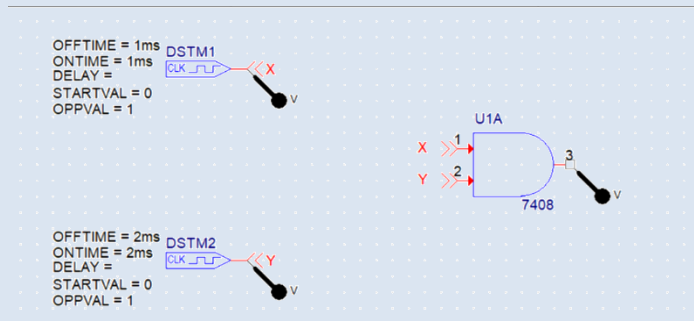 OFFTIME = 1ms
DSTM1
ONTIME = 1ms
CLK
X
DELAY =
STARTVAL = 0
V
OPPVAL = 1
U1A
X
1
3
Y
2
V
7408
OFFTIME = 2ms
DSTM2
ONTIME = 2ms
CLK
Y
DELAY =
STARTVAL = 0
V
OPPVAL = 1